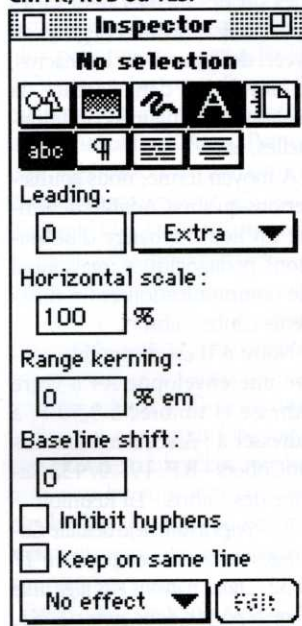 Inspector
No selection
A
abc ¶
Leading:
0 Extra
Horizontal scale:
100 %
Range kerning:
0 % em
Baseline shift:
0
Inhibit hyphens
Keep on same line
No effect Edit